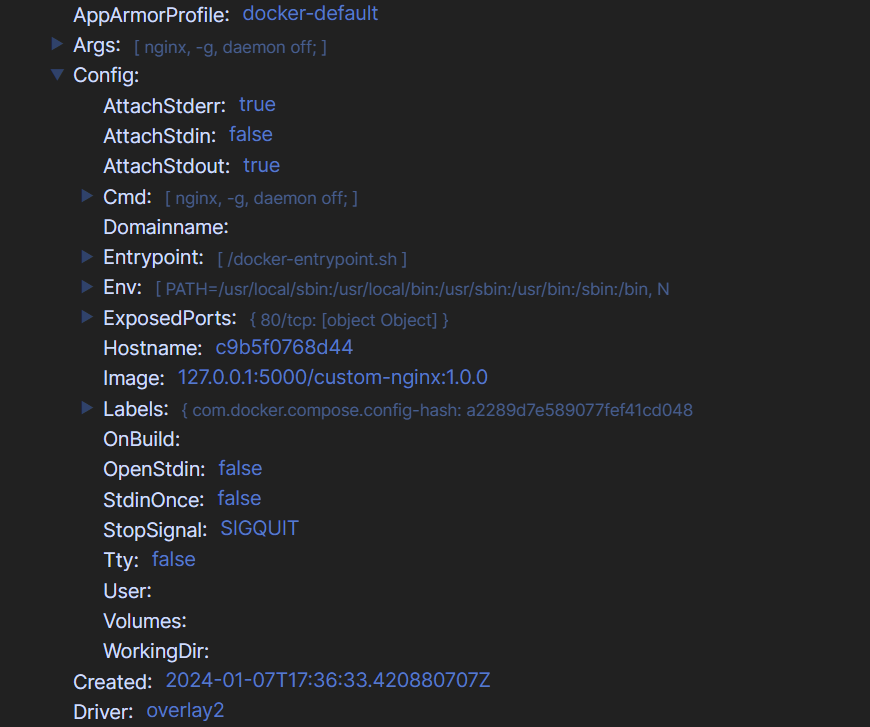 AppArmorProfile: docker-default
Args: [ nginx, -g, daemon off; ]
Config:
AttachStderr: true
AttachStdin: false
AttachStdout: true
Cmd: [ nginx, -g, daemon off; ]
Domainname:
Entrypoint: [ /docker-entrypoint.sh ]
Env: [ PATH=/usr/local/sbin:/usr/local/bin:/usr/sbin:/usr/bin:/sbin:/bin, N
ExposedPorts: { 80/tcp: [object Object] }
Hostname: c9b5f0768d44
Image: 127.0.0.1:5000/custom-nginx:1.0.0
Labels: { com.docker.compose.config-hash: a2289d7e589077fef41cd048
OnBuild:
OpenStdin: false
StdinOnce: false
StopSignal: SIGQUIT
Tty: false
User:
Volumes:
WorkingDir:
Created: 2024-01-07T17:36:33.420880707Z
Driver: overlay2